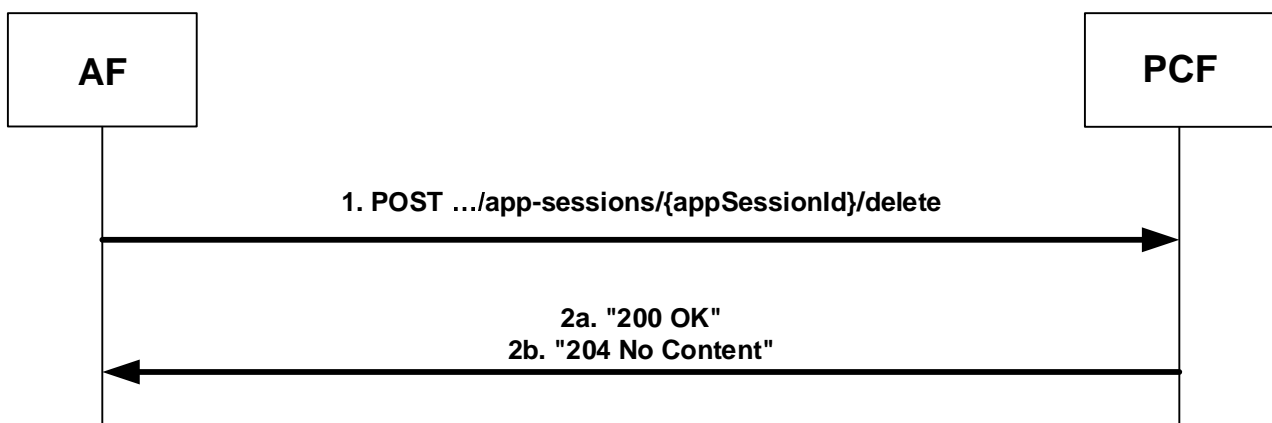 AF
PCF
1. POST …/app-sessions/{appSessionId}/delete
2a. "200 OK"
2b. "204 No Content"